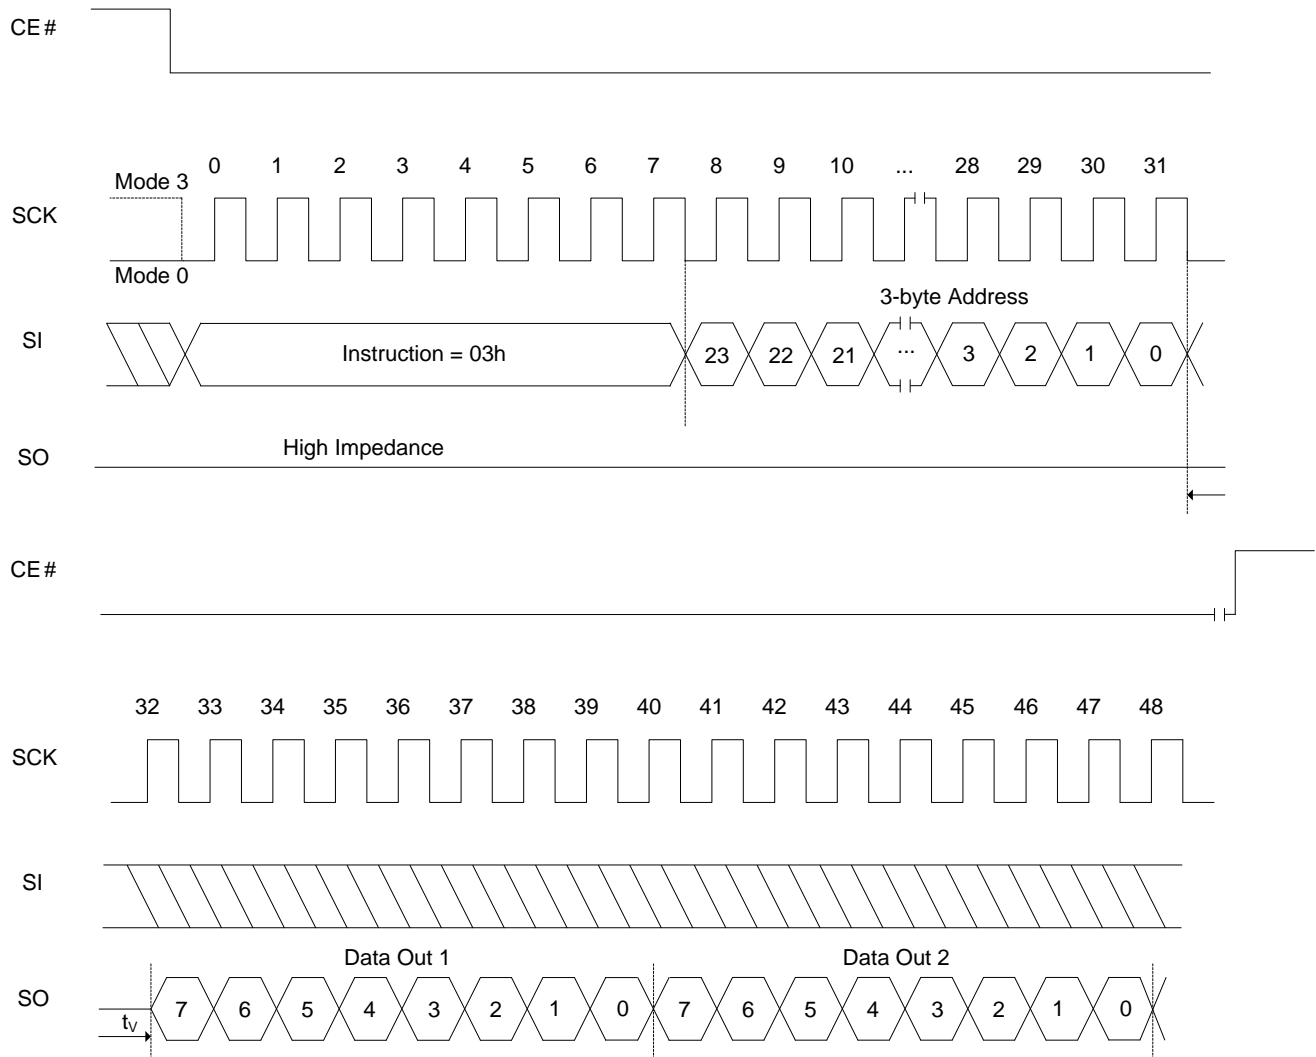 CE#
0 1 2 3 4 5 6 7 8 9 10 ... 28 29 30 31
Mode 3
SCK
Mode 0
3-byte Address
SI
Instruction = 03h 23 22 21 ... 3 2 1 0
High Impedance
SO
CE#
32 33 34 35 36 37 38 39 40 41 42 43 44 45 46 47 48
SCK
SI
Data Out 1 Data Out 2
SO
7 6 5 4 3 2 1 0 7 6 5 4 3 2 1 0
tV